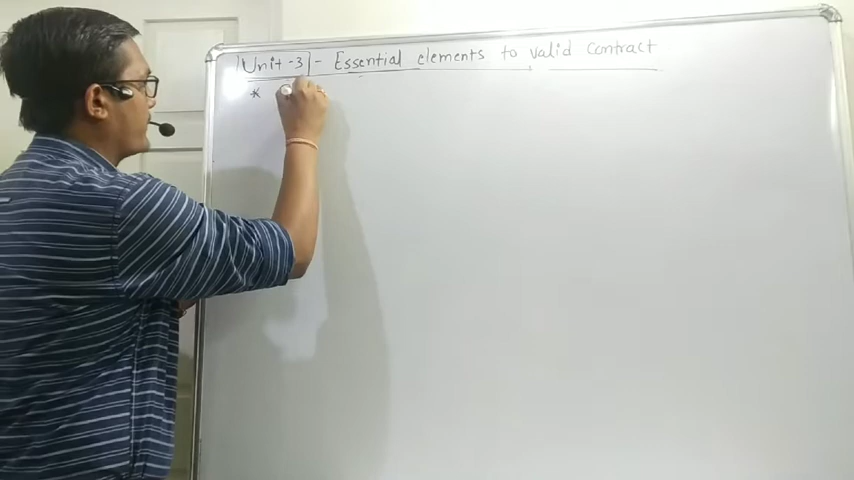 Unit-3 - Essential elements to valid contract
*